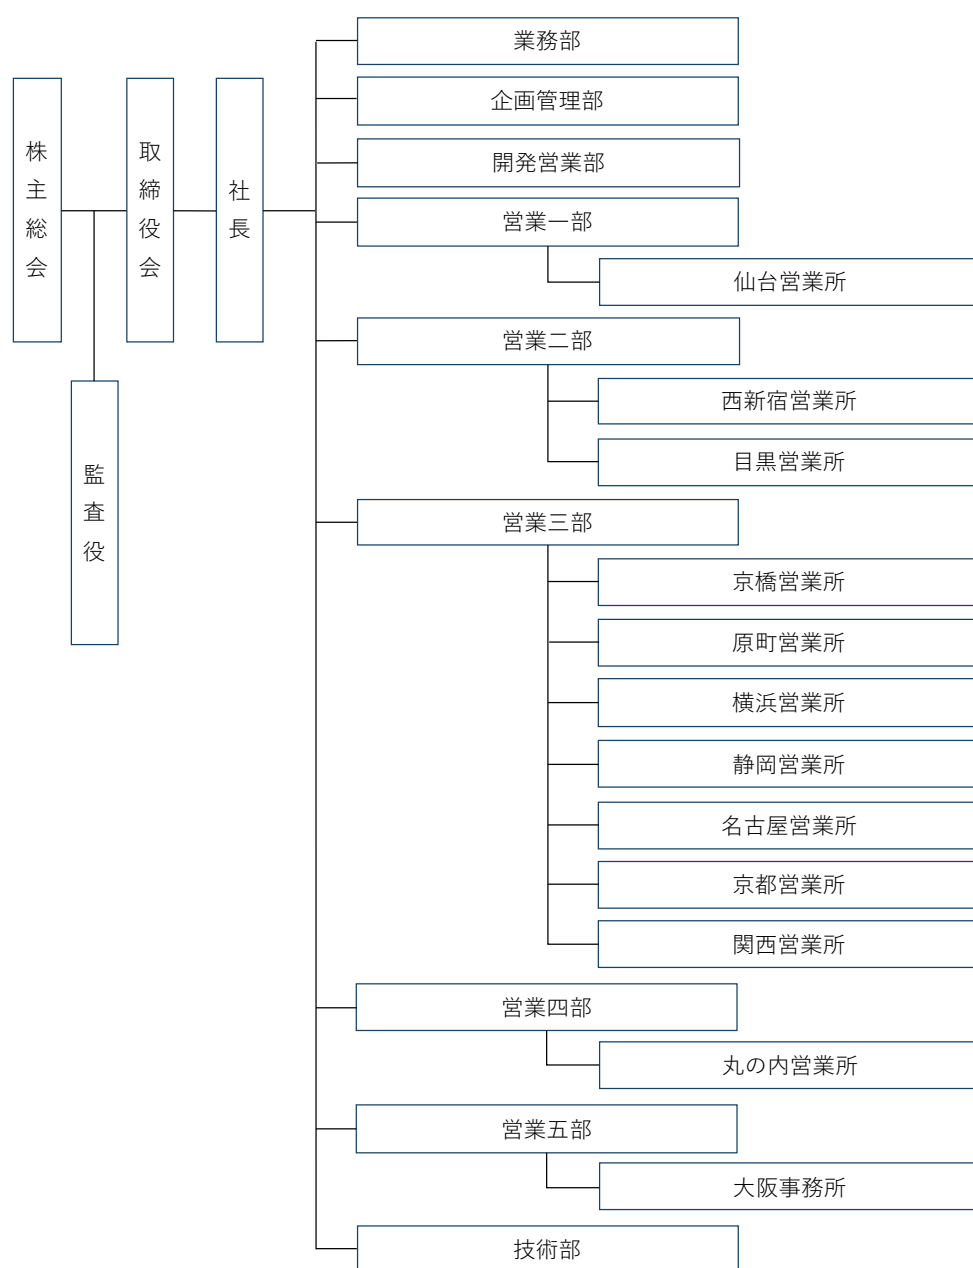 株主総会
取締役会
社長
監査役
業務部
企画管理部
開発営業部
営業一部
仙台営業所
営業二部
西新宿営業所
目黒営業所
営業三部
京橋営業所
原町営業所
横浜営業所
静岡営業所
名古屋営業所
京都営業所
関西営業所
営業四部
丸の内営業所
営業五部
大阪事務所
技術部